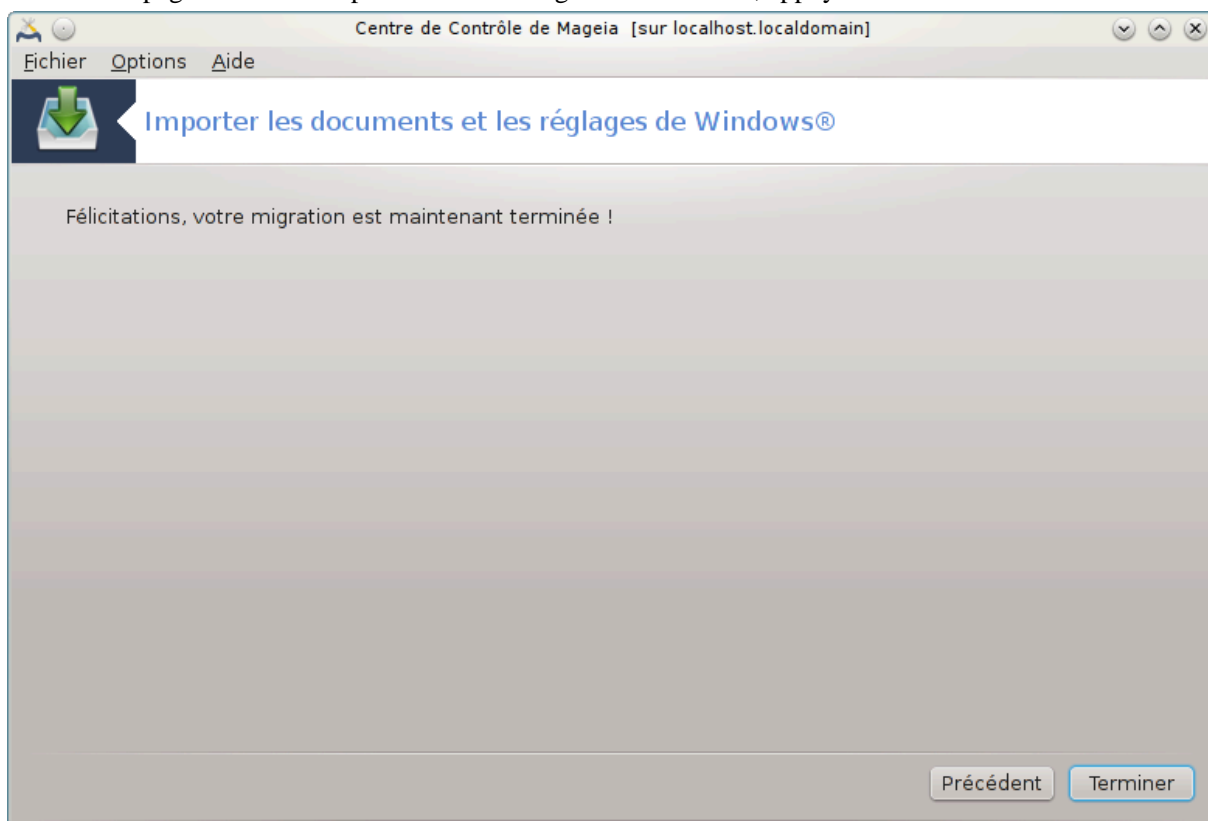 Centre de Contrôle de Mageia [sur localhost.localdomain]
Fichier Options Aide
Importer les documents et les réglages de Windows®
Félicitations, votre migration est maintenant terminée !
Précédent Terminer